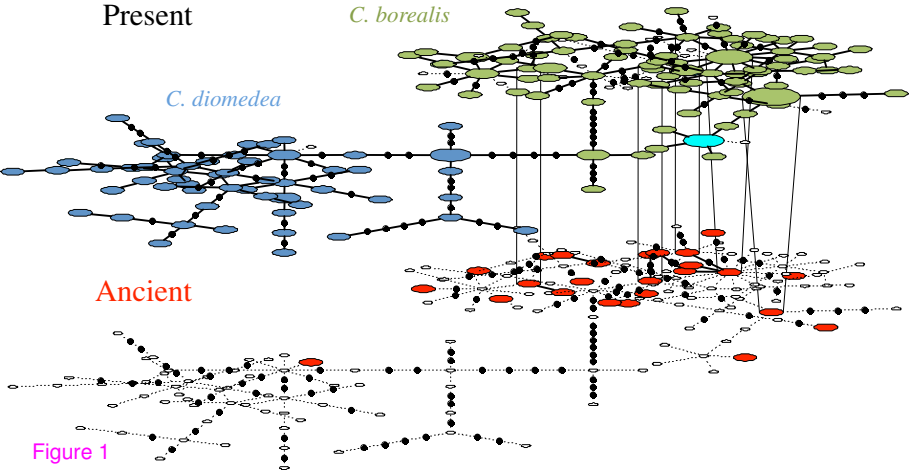 Present
C. borealis
C. diomedea
Ancient
Figure 1